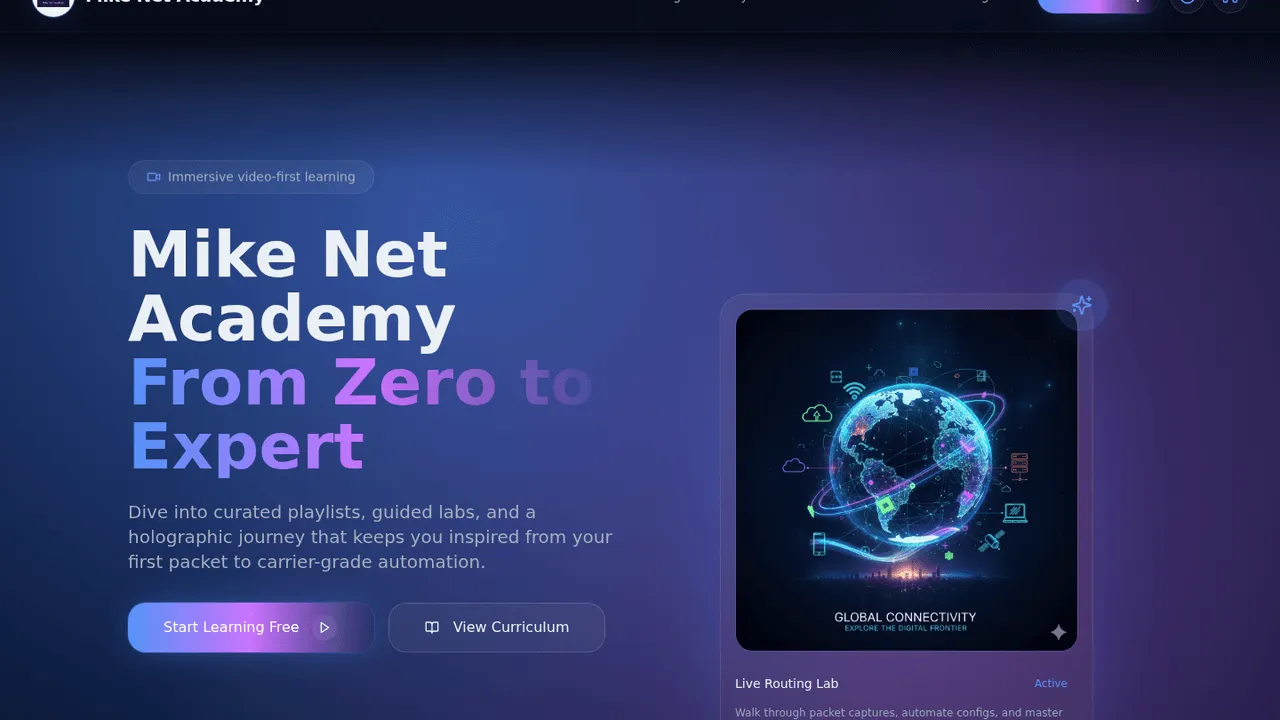 Mike Net Academy
Immersive video-first learning
Mike Net
Academy
From Zero to
Expert
Dive into curated playlists, guided labs, and a
holographic journey that keeps you inspired from your
first packet to carrier-grade automation.
Start Learning Free
View Curriculum
GLOBAL CONNECTIVITY
EXPLORE THE DIGITAL FRONTIER
Live Routing Lab
Active
Walk through packet captures, automate configs, and master